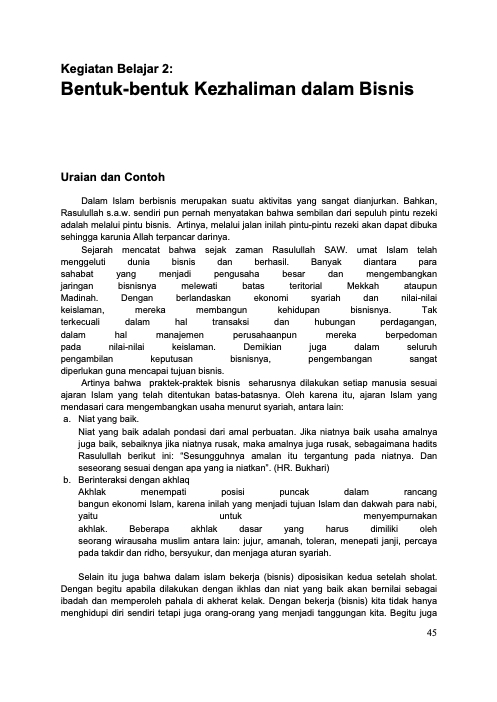 Kegiatan Belajar 2:
Bentuk-bentuk Kezhaliman dalam Bisnis
Uraian dan Contoh
Dalam Islam berbisnis merupakan suatu aktivitas yang sangat dianjurkan. Bahkan,
Rasulullah s.a.w. sendiri pun pernah menyatakan bahwa sembilan dari sepuluh pintu rezeki
adalah melalui pintu bisnis. Artinya, melalui jalan inilah pintu-pintu rezeki akan dapat dibuka
sehingga karunia Allah terpancar darinya.
Sejarah mencatat bahwa sejak zaman Rasulullah SAW. umat Islam telah
menggeluti dunia bisnis dan berhasil. Banyak diantara para
sahabat yang menjadi pengusaha besar dan mengembangkan
jaringan bisnisnya melewati batas teritorial Mekkah ataupun
Madinah. Dengan berlandaskan ekonomi syariah dan nilai-nilai
keislaman, mereka membangun kehidupan bisnisnya. Tak
terkecuali dalam hal transaksi dan hubungan perdagangan,
dalam hal manajemen perusahaanpun mereka berpedoman
pada nilai-nilai keislaman. Demikian juga dalam seluruh
pengambilan keputusan bisnisnya, pengembangan sangat
diperlukan guna mencapai tujuan bisnis.
Artinya bahwa praktek-praktek bisnis seharusnya dilakukan setiap manusia sesuai
ajaran Islam yang telah ditentukan batas-batasnya. Oleh karena itu, ajaran Islam yang
mendasari cara mengembangkan usaha menurut syariah, antara lain:
a. Niat yang baik.
Niat yang baik adalah pondasi dari amal perbuatan. Jika niatnya baik usaha amalnya
juga baik, sebaiknya jika niatnya rusak, maka amalnya juga rusak, sebagaimana hadits
Rasulullah berikut ini: “Sesungguhnya amalan itu tergantung pada niatnya. Dan
seseorang sesuai dengan apa yang ia niatkan”. (HR. Bukhari)
b. Berinteraksi dengan akhlaq
Akhlak menempati posisi puncak dalam rancang
bangun ekonomi Islam, karena inilah yang menjadi tujuan Islam dan dakwah para nabi,
yaitu untuk menyempurnakan
akhlak. Beberapa akhlak dasar yang harus dimiliki oleh
seorang wirausaha muslim antara lain: jujur, amanah, toleran, menepati janji, percaya
pada takdir dan ridho, bersyukur, dan menjaga aturan syariah.
Selain itu juga bahwa dalam islam bekerja (bisnis) diposisikan kedua setelah sholat.
Dengan begitu apabila dilakukan dengan ikhlas dan niat yang baik akan bernilai sebagai
ibadah dan memperoleh pahala di akherat kelak. Dengan bekerja (bisnis) kita tidak hanya
menghidupi diri sendiri tetapi juga orang-orang yang menjadi tanggungan kita. Begitu juga
45